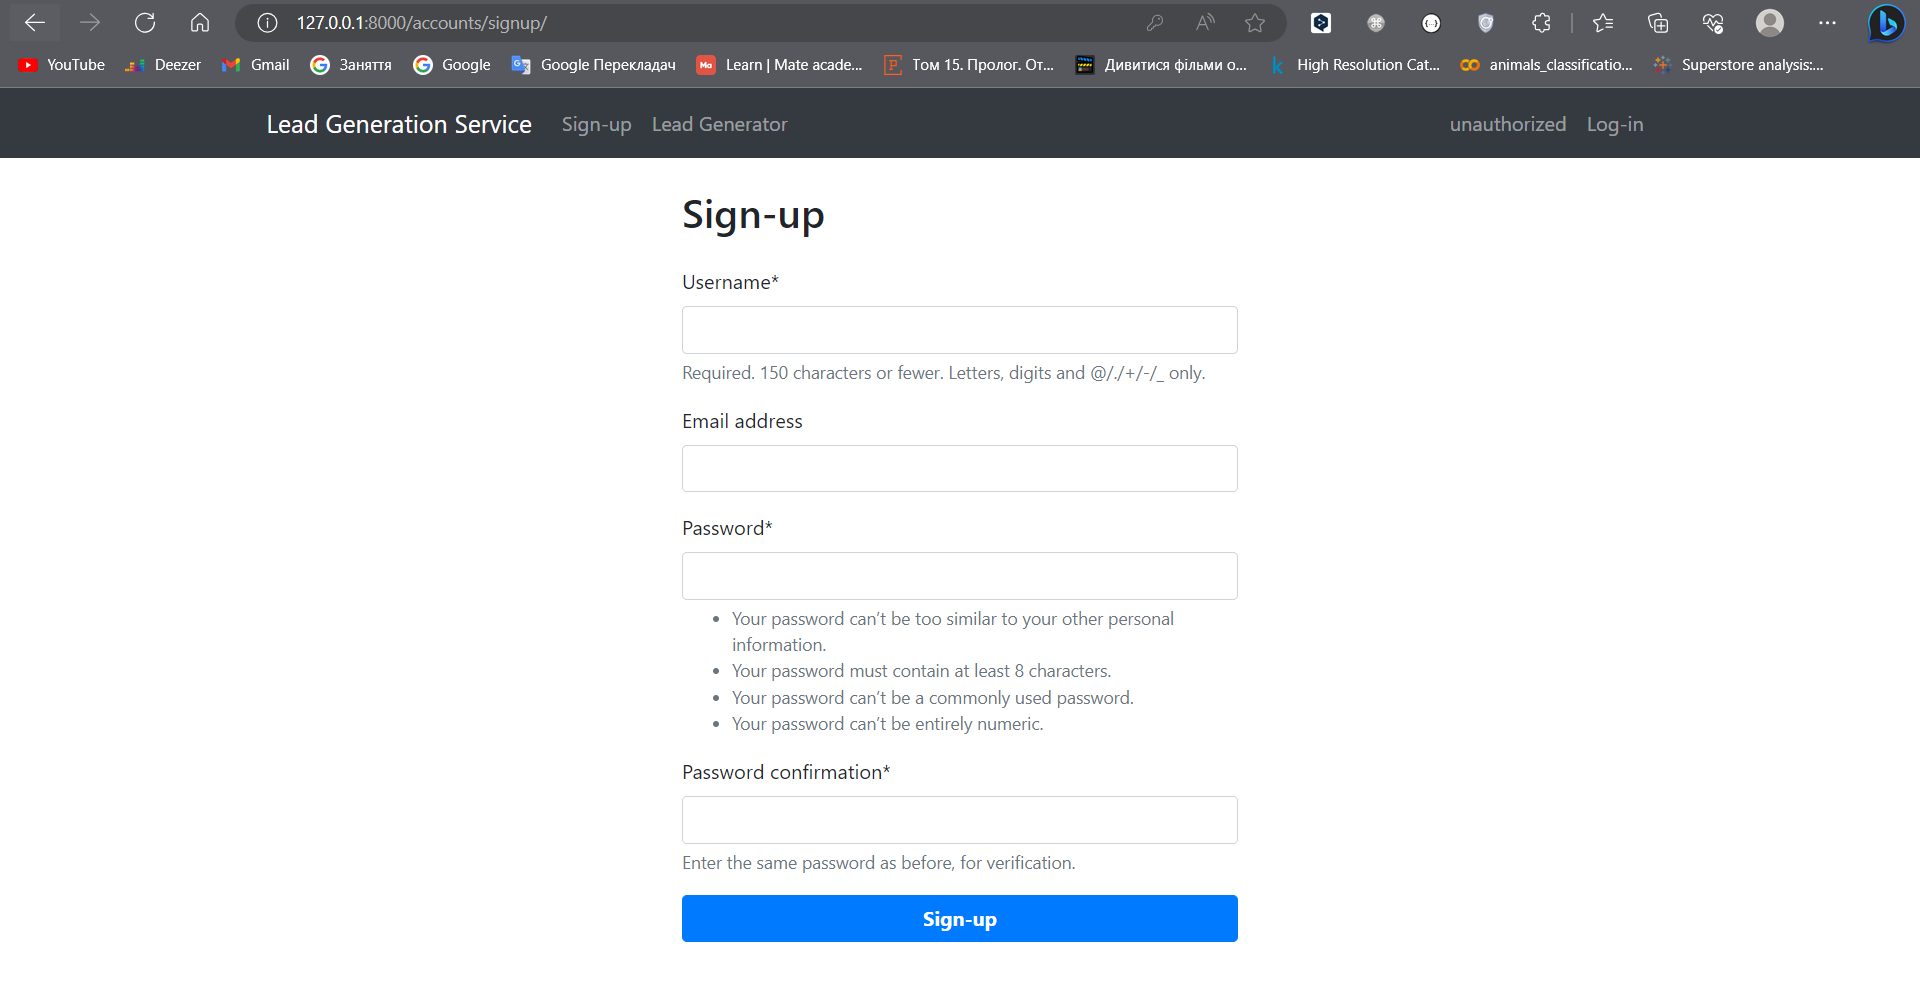 127.0.0.1:8000/accounts/signup/
YouTube Deezer Gmail Заняття Google Google Перекладач Ma Learn | Mate acade... P Том 15. Пролог. От... Дивитися фільми о... k High Resolution Cat... animals_classificatio... Superstore analysis:...
Lead Generation Service Sign-up Lead Generator unauthorized Log-in
Sign-up
Username*
Required. 150 characters or fewer. Letters, digits and @/./+/-/_ only.
Email address
Password*
• Your password can’t be too similar to your other personal
information.
• Your password must contain at least 8 characters.
• Your password can’t be a commonly used password.
• Your password can’t be entirely numeric.
Password confirmation*
Enter the same password as before, for verification.
Sign-up